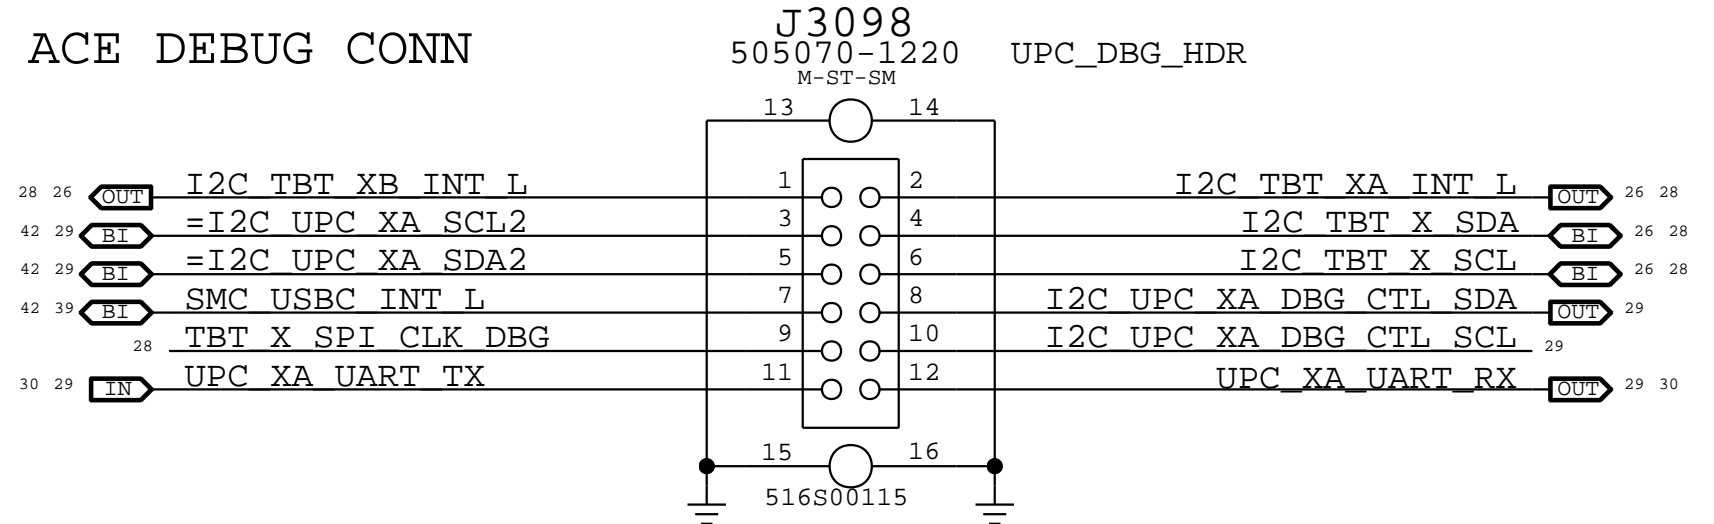 J3098
ACE DEBUG CONN 505070-1220 UPC_DBG_HDR
M-ST-SM
13 14
28 26 OUT I2C_TBT_XB_INT_L 1 2 I2C_TBT_XA_INT_L OUT 26 28
42 29 BI =I2C_UPC_XA_SCL2 3 4 I2C_TBT_X_SDA BI 26 28
42 29 BI =I2C_UPC_XA_SDA2 5 6 I2C_TBT_X_SCL BI 26 28
42 39 BI SMC_USBC_INT_L 7 8 I2C_UPC_XA_DBG_CTL_SDA OUT 29
28 TBT_X_SPI_CLK_DBG 9 10 I2C_UPC_XA_DBG_CTL_SCL 29
30 29 IN UPC_XA_UART_TX 11 12 UPC_XA_UART_RX OUT 29 30
15 16
516S00115